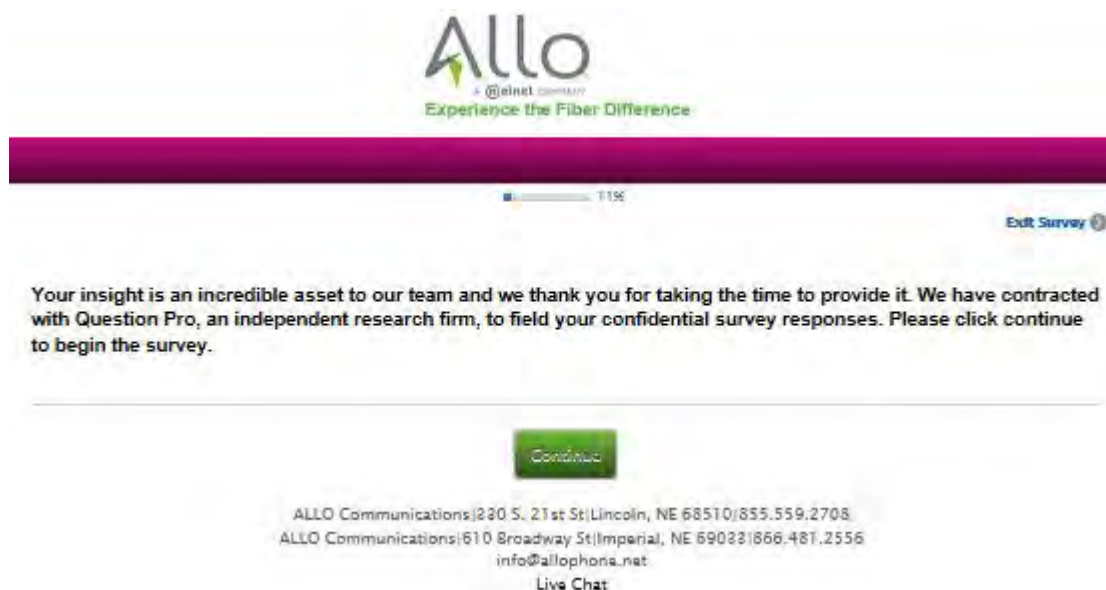 Allo
A @elnet COMPANY
Experience the Fiber Difference
11%
Exit Survey
Your insight is an incredible asset to our team and we thank you for taking the time to provide it. We have contracted
with Question Pro, an independent research firm, to field your confidential survey responses. Please click continue
to begin the survey.
Continue
ALLO Communications|330 S. 21st St|Lincoln, NE 68510|855.559.2708
ALLO Communications|610 Broadway St|Imperial, NE 69033|866.481.2556
info@allophone.net
Live Chat